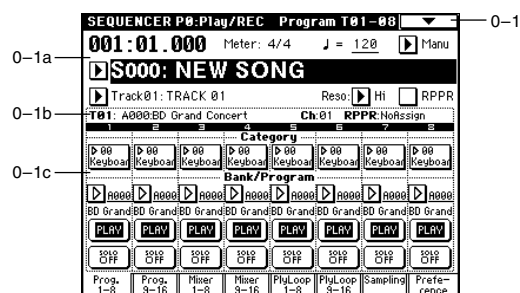 SEQUENCER P0:Play/REC Program T01-08
0-1
001:01.000 Meter: 4/4 ♩ = 120 Manu
0-1a
S000: NEW SONG
Track01: TRACK 01 Reso: Hi RPPR
0-1b
T01: A000:BD Grand Concert Ch:01 RPPR:NoAssign
1 2 3 4 5 6 7 8
Category
00 00 00 00 00 00 00 00
Keyboar Keyboar Keyboar Keyboar Keyboar Keyboar Keyboar Keyboar
0-1c
Bank/Program
A000 A000 A000 A000 A000 A000 A000 A000
BD Grand BD Grand BD Grand BD Grand BD Grand BD Grand BD Grand BD Grand
PLAY PLAY PLAY PLAY PLAY PLAY PLAY PLAY
SOLO SOLO SOLO SOLO SOLO SOLO SOLO SOLO
OFF OFF OFF OFF OFF OFF OFF OFF
Prog. Prog. Mixer Mixer PlyLoop PlyLoop Sampling Prefe-
1-8 9-16 1-8 9-16 1-8 9-16 rence